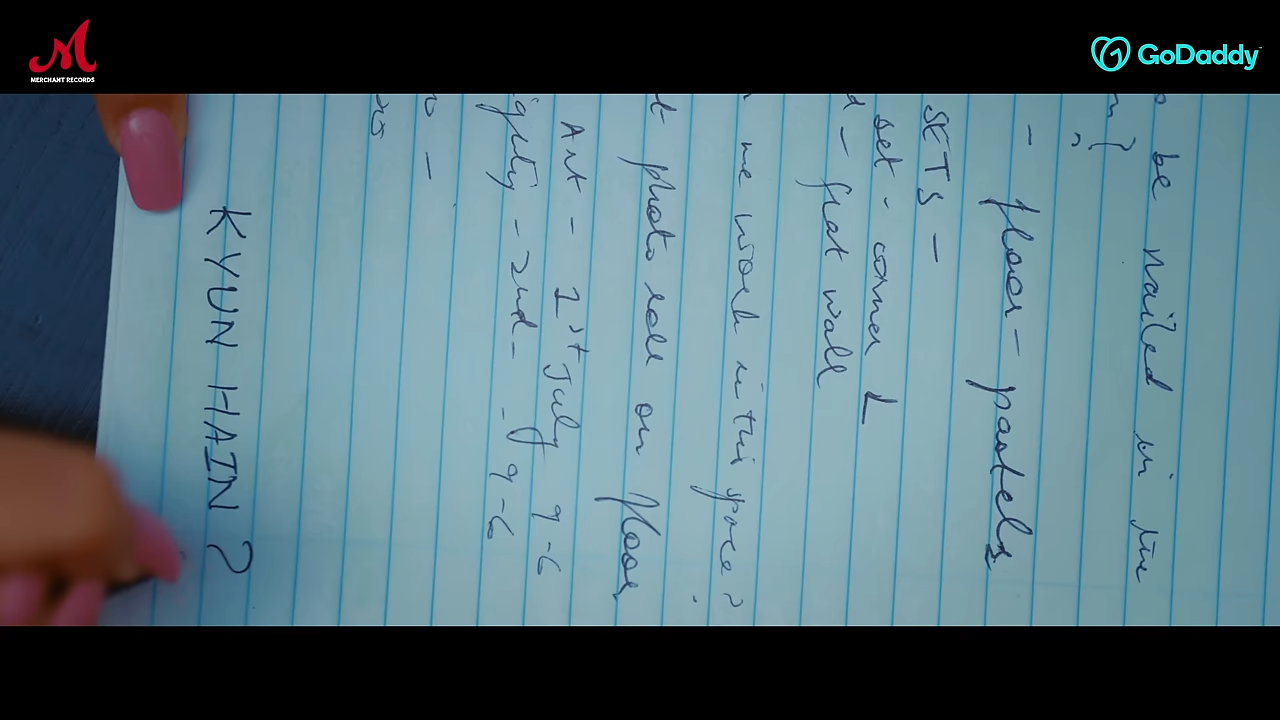 MERCHANT RECORDS
GoDaddy
be nailed in the
- floor - pastels
SETS -
set - corner L
- flat wall
we work in this space?
photo roll on floor
Art - 1st July 9-6
- 2nd - - 9-6
KYUN HAIN ?